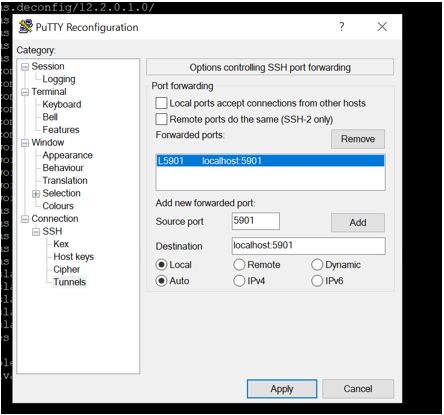 s.deconfig/12.2.0.1.0/
PuTTY Reconfiguration
?
Category:
Session
Logging
Terminal
Keyboard
Bell
Features
Window
Appearance
Behaviour
Translation
Selection
Colours
Connection
SSH
Kex
Host keys
Cipher
Tunnels
Options controlling SSH port forwarding
Port forwarding
Local ports accept connections from other hosts
Remote ports do the same (SSH-2 only)
Forwarded ports:
Remove
L5901 localhost:5901
Add new forwarded port:
Source port 5901 Add
Destination localhost:5901
Local Remote Dynamic
Auto IPv4 IPv6
Apply Cancel